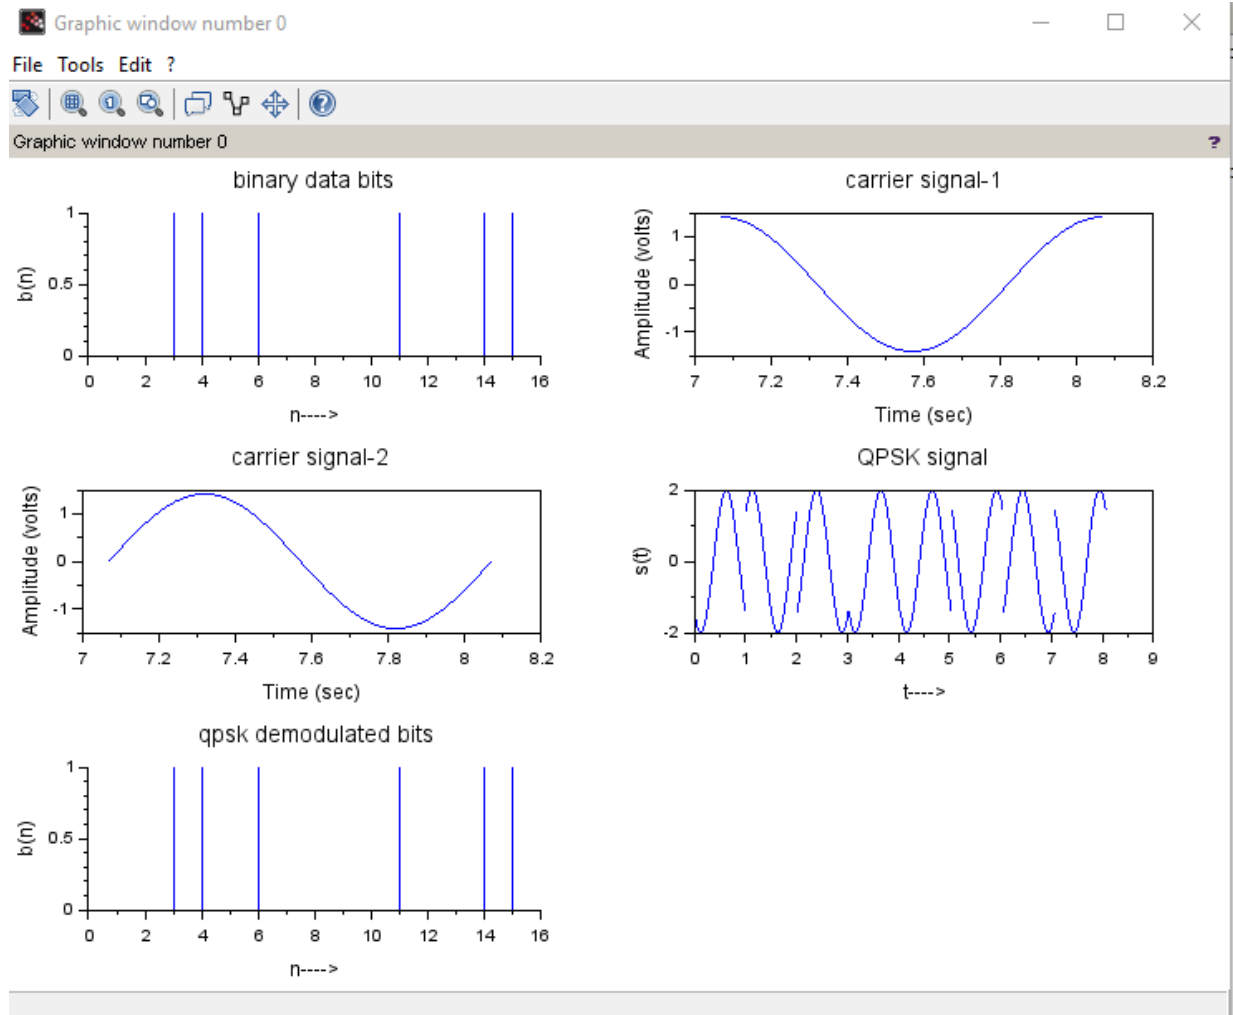 Graphic window number 0
File Tools Edit ?
Graphic window number 0 ?
binary data bits
b(n)
1
0.5
0
0 2 4 6 8 10 12 14 16
n---->
carrier signal-1
Amplitude (volts)
1
0
-1
7 7.2 7.4 7.6 7.8 8 8.2
Time (sec)
carrier signal-2
Amplitude (volts)
1
0
-1
7 7.2 7.4 7.6 7.8 8 8.2
Time (sec)
QPSK signal
s(t)
2
0
-2
0 1 2 3 4 5 6 7 8 9
t---->
qpsk demodulated bits
b(n)
1
0.5
0
0 2 4 6 8 10 12 14 16
n---->